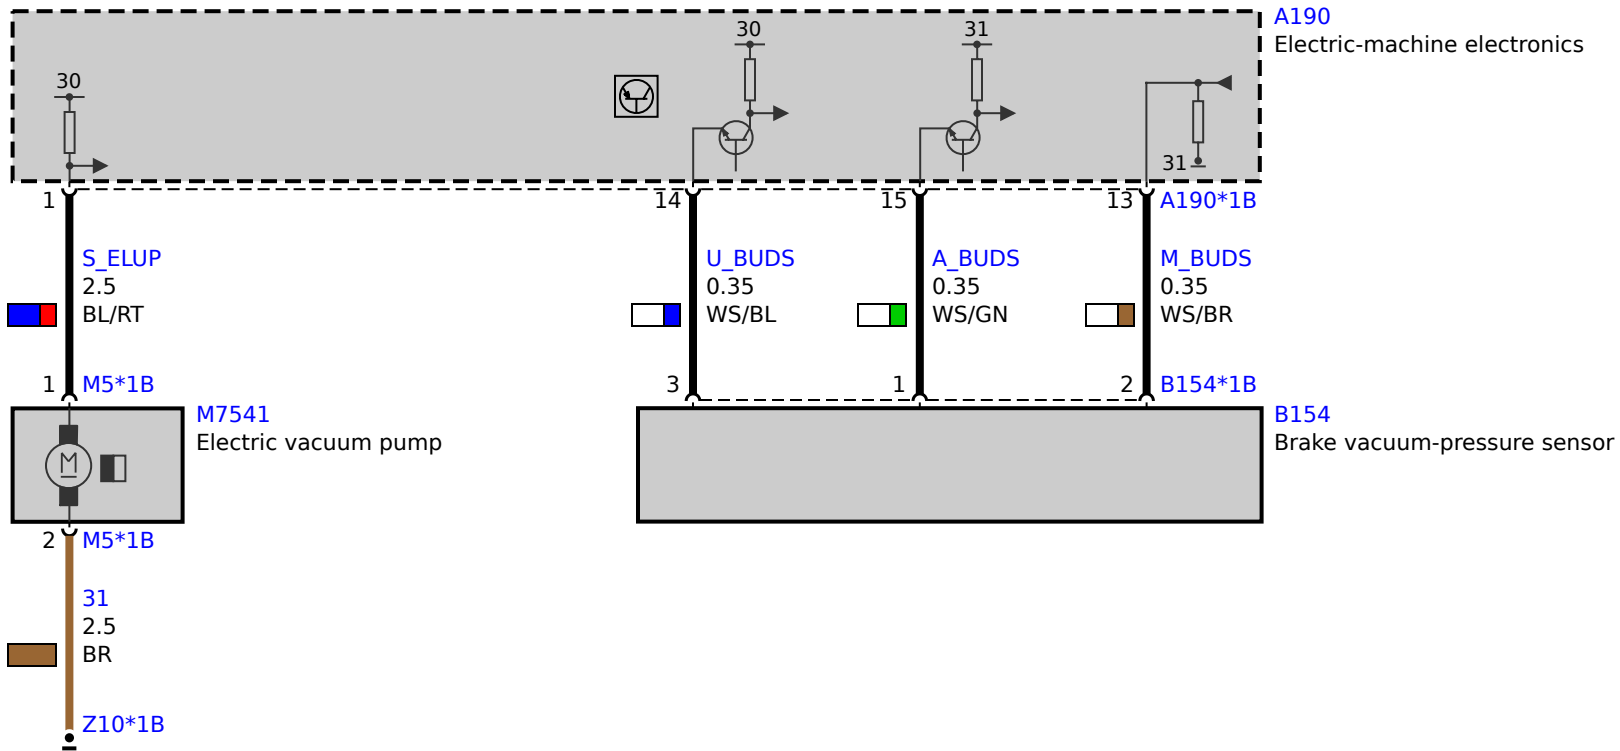 A190
Electric-machine electronics
30
30
31
31
1
14
15
13
A190*1B
S_ELUP
2.5
BL/RT
U_BUDS
0.35
WS/BL
A_BUDS
0.35
WS/GN
M_BUDS
0.35
WS/BR
1
M5*1B
3
1
2
B154*1B
M7541
Electric vacuum pump
M
B154
Brake vacuum-pressure sensor
2
M5*1B
31
2.5
BR
Z10*1B